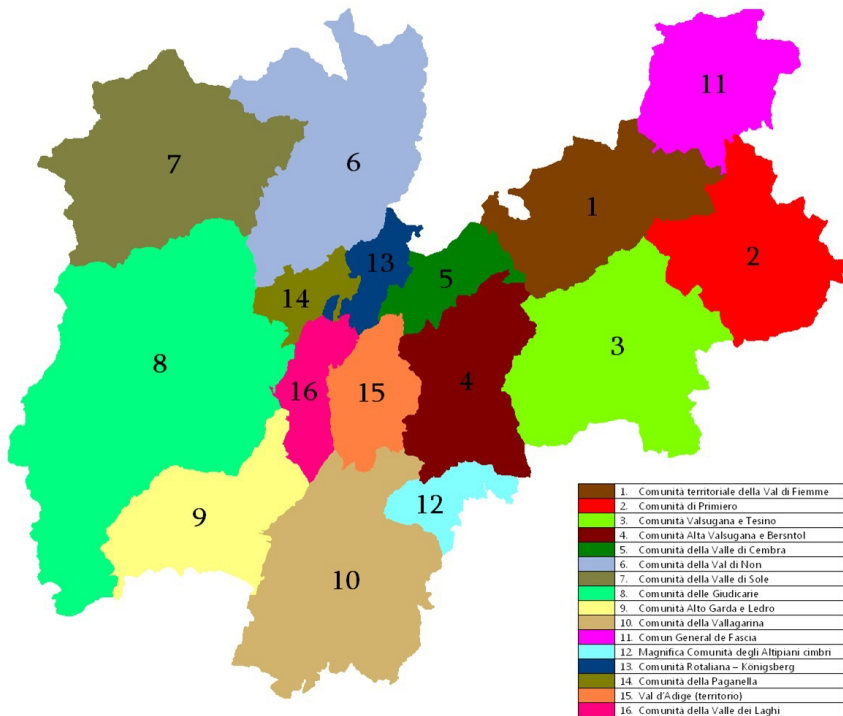 11
7
6
1
2
13
5
14
3
8
4
16
15
12
9
10
1. Comunità territoriale della Val di Fiemme
2. Comunità di Primiero
3. Comunità Valsugana e Tesino
4. Comunità Alta Valsugana e Bersntol
5. Comunità della Valle di Cembra
6. Comunità della Val di Non
7. Comunità della Valle di Sole
8. Comunità delle Giudicarie
9. Comunità Alto Garda e Ledro
10. Comunità della Vallagarina
11. Comun General de Fascia
12. Magnifica Comunità degli Altipiani cimbri
13. Comunità Rotaliana – Königsberg
14. Comunità della Paganella
15. Val d'Adige (territorio)
16. Comunità della Valle dei Laghi